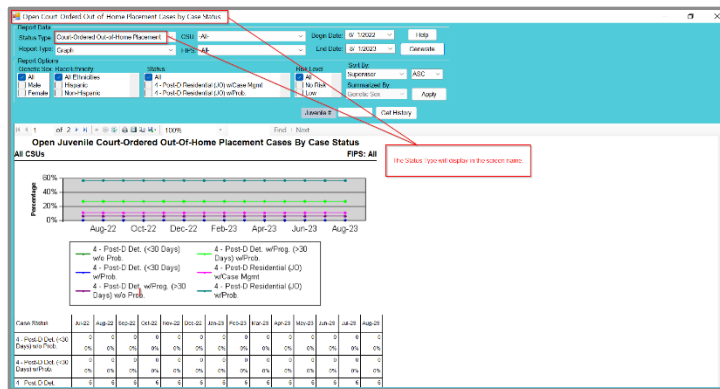 Open Court-Orderd Out-of-Home Placement Cases by Case Status
Report Data
Status Type: Court-Ordered Out-of-Home Placement CSU: -All- Begin Date: 6/ 1/2022 Help
Report Type: Graph FIPS: -All- End Date: 8/ 1/2023 Generate
Report Options
Genetic Sex Race/Ethnicity Status Risk Level Sort By:
All All Ethnicities All All Supervisor ASC
Male Hispanic 4 - Post-D Residential (JO) w/Case Mgmt No Risk Summarized By:
Female Non-Hispanic 4 - Post-D Residential (JO) w/Prob. Low Genetic Sex Apply
Juvenile # Get History
1 of 2 100% Find Next
Open Juvenile Court-Ordered Out-Of-Home Placement Cases By Case Status
All CSUs FIPS: All
The Status Type will display in the screen name.
Percentage
60%
40%
20%
0%
Aug-22 Oct-22 Dec-22 Feb-23 Apr-23 Jun-23 Aug-23
4 - Post-D Det. (<30 Days) w/o Prob. 4 - Post-D Det. w/Prog. (>30 Days) w/Prob.
4 - Post-D Det. (<30 Days) w/Prob. 4 - Post-D Residential (JO) w/Case Mgmt
4 - Post-D Det. w/Prog. (>30 Days) w/o Prob. 4 - Post-D Residential (JO) w/Prob.
Case Status Jul-22 Aug-22 Sep-22 Oct-22 Nov-22 Dec-22 Jan-23 Feb-23 Mar-23 Apr-23 May-23 Jun-23 Jul-23 Aug-23
4 - Post-D Det. (<30 Days) w/o Prob. 0 0 0 0 0 0 0 0 0 0 0 0 0 0
0% 0% 0% 0% 0% 0% 0% 0% 0% 0% 0% 0% 0% 0%
4 - Post-D Det. (<30 Days) w/Prob. 0 0 0 0 0 0 0 0 0 0 0 0 0 0
0% 0% 0% 0% 0% 0% 0% 0% 0% 0% 0% 0% 0% 0%
4 - Post-D Det. 6 6 6 6 6 6 6 6 6 6 6 6 6 6